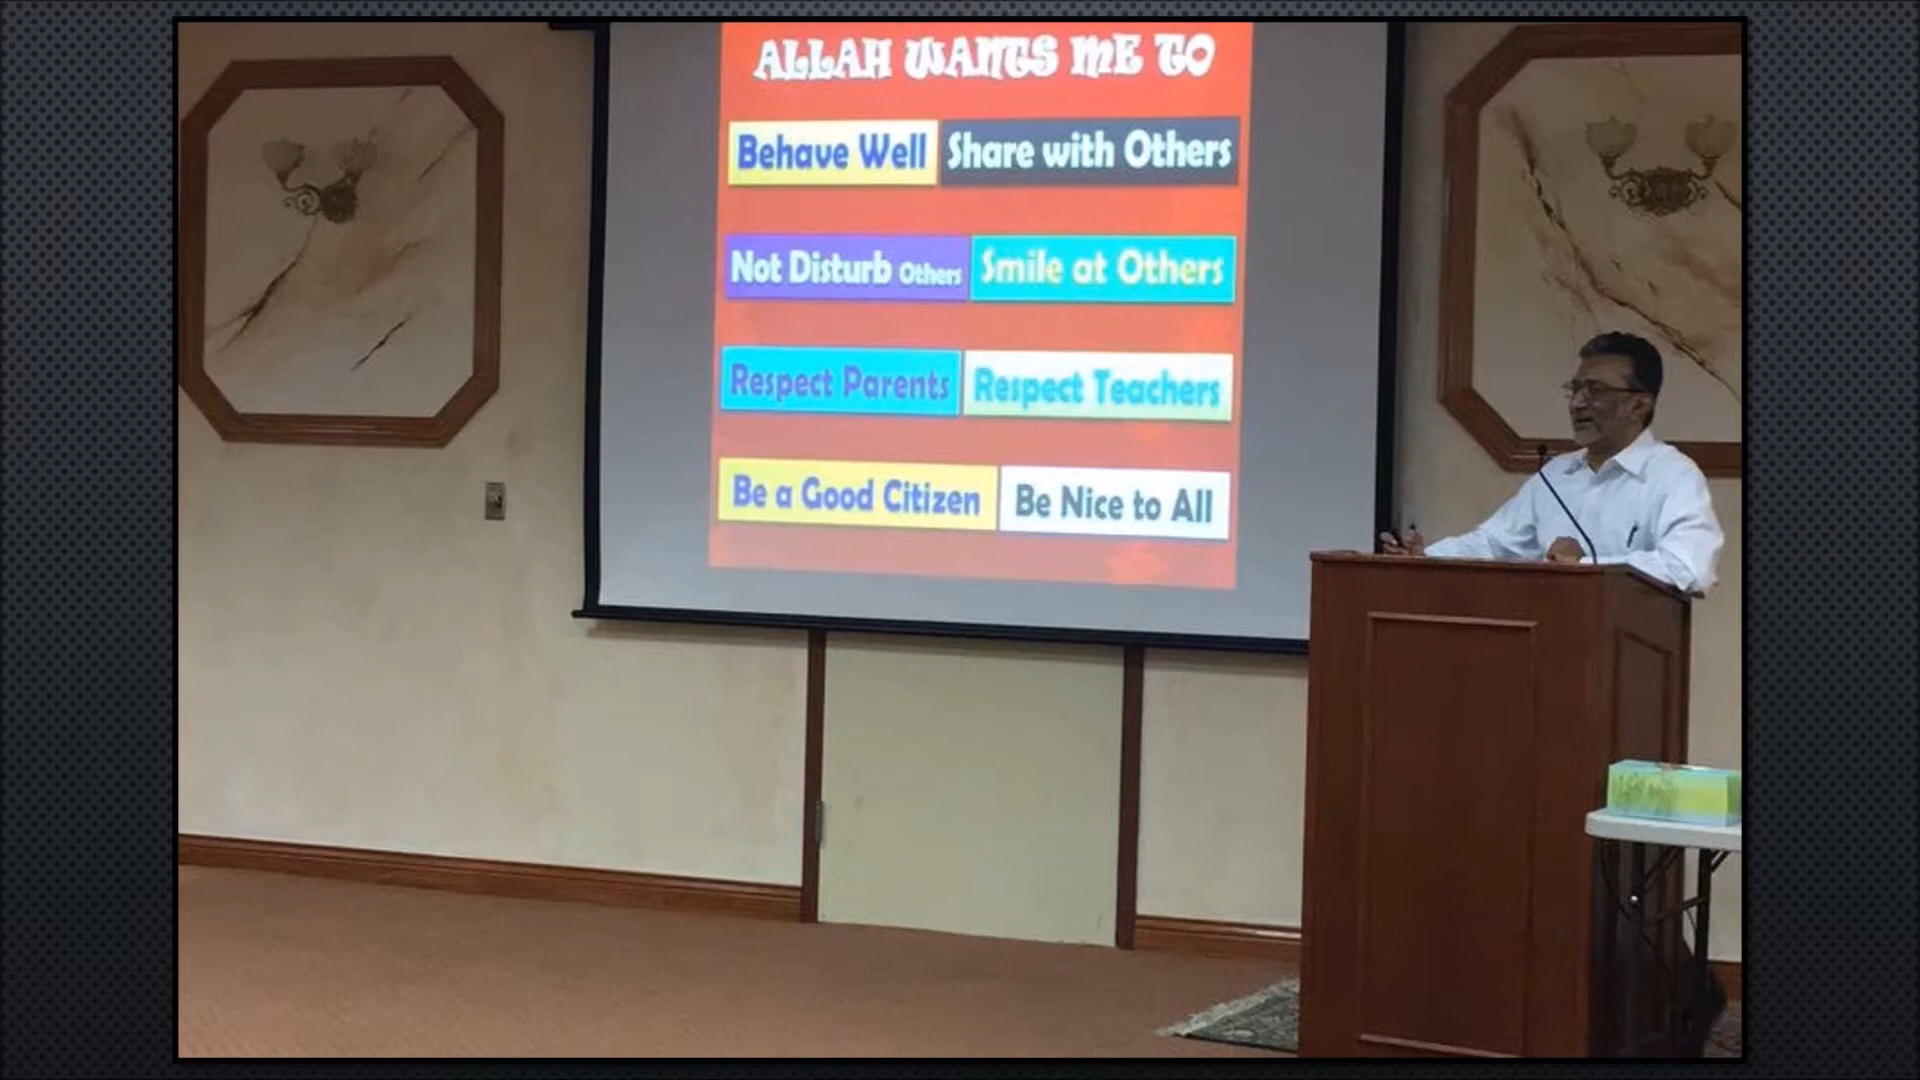 ALLAH WANTS ME TO
Behave Well Share with Others
Not Disturb Others Smile at Others
Respect Parents Respect Teachers
Be a Good Citizen Be Nice to All